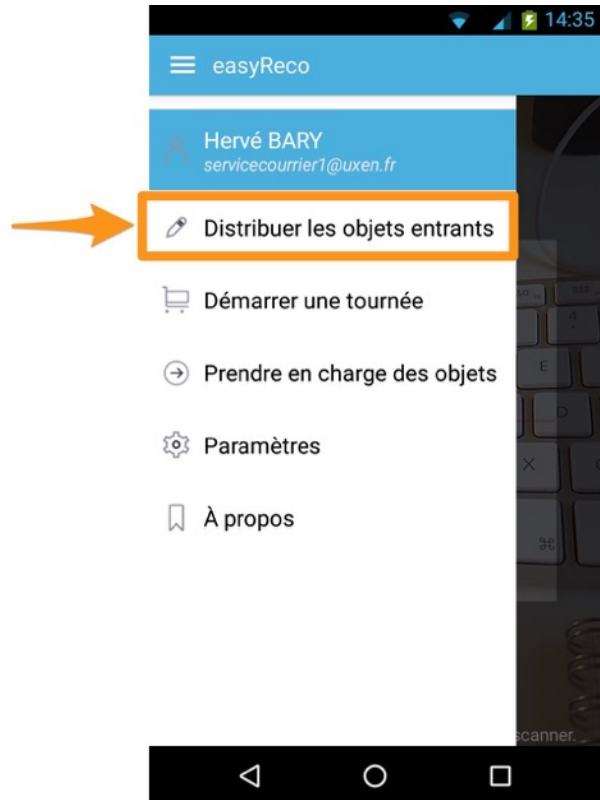 14:35
easyReco
Hervé BARY
servicecourrier1@uxen.fr
Distribuer les objets entrants
Démarrer une tournée
Prendre en charge des objets
Paramètres
À propos
scanner.